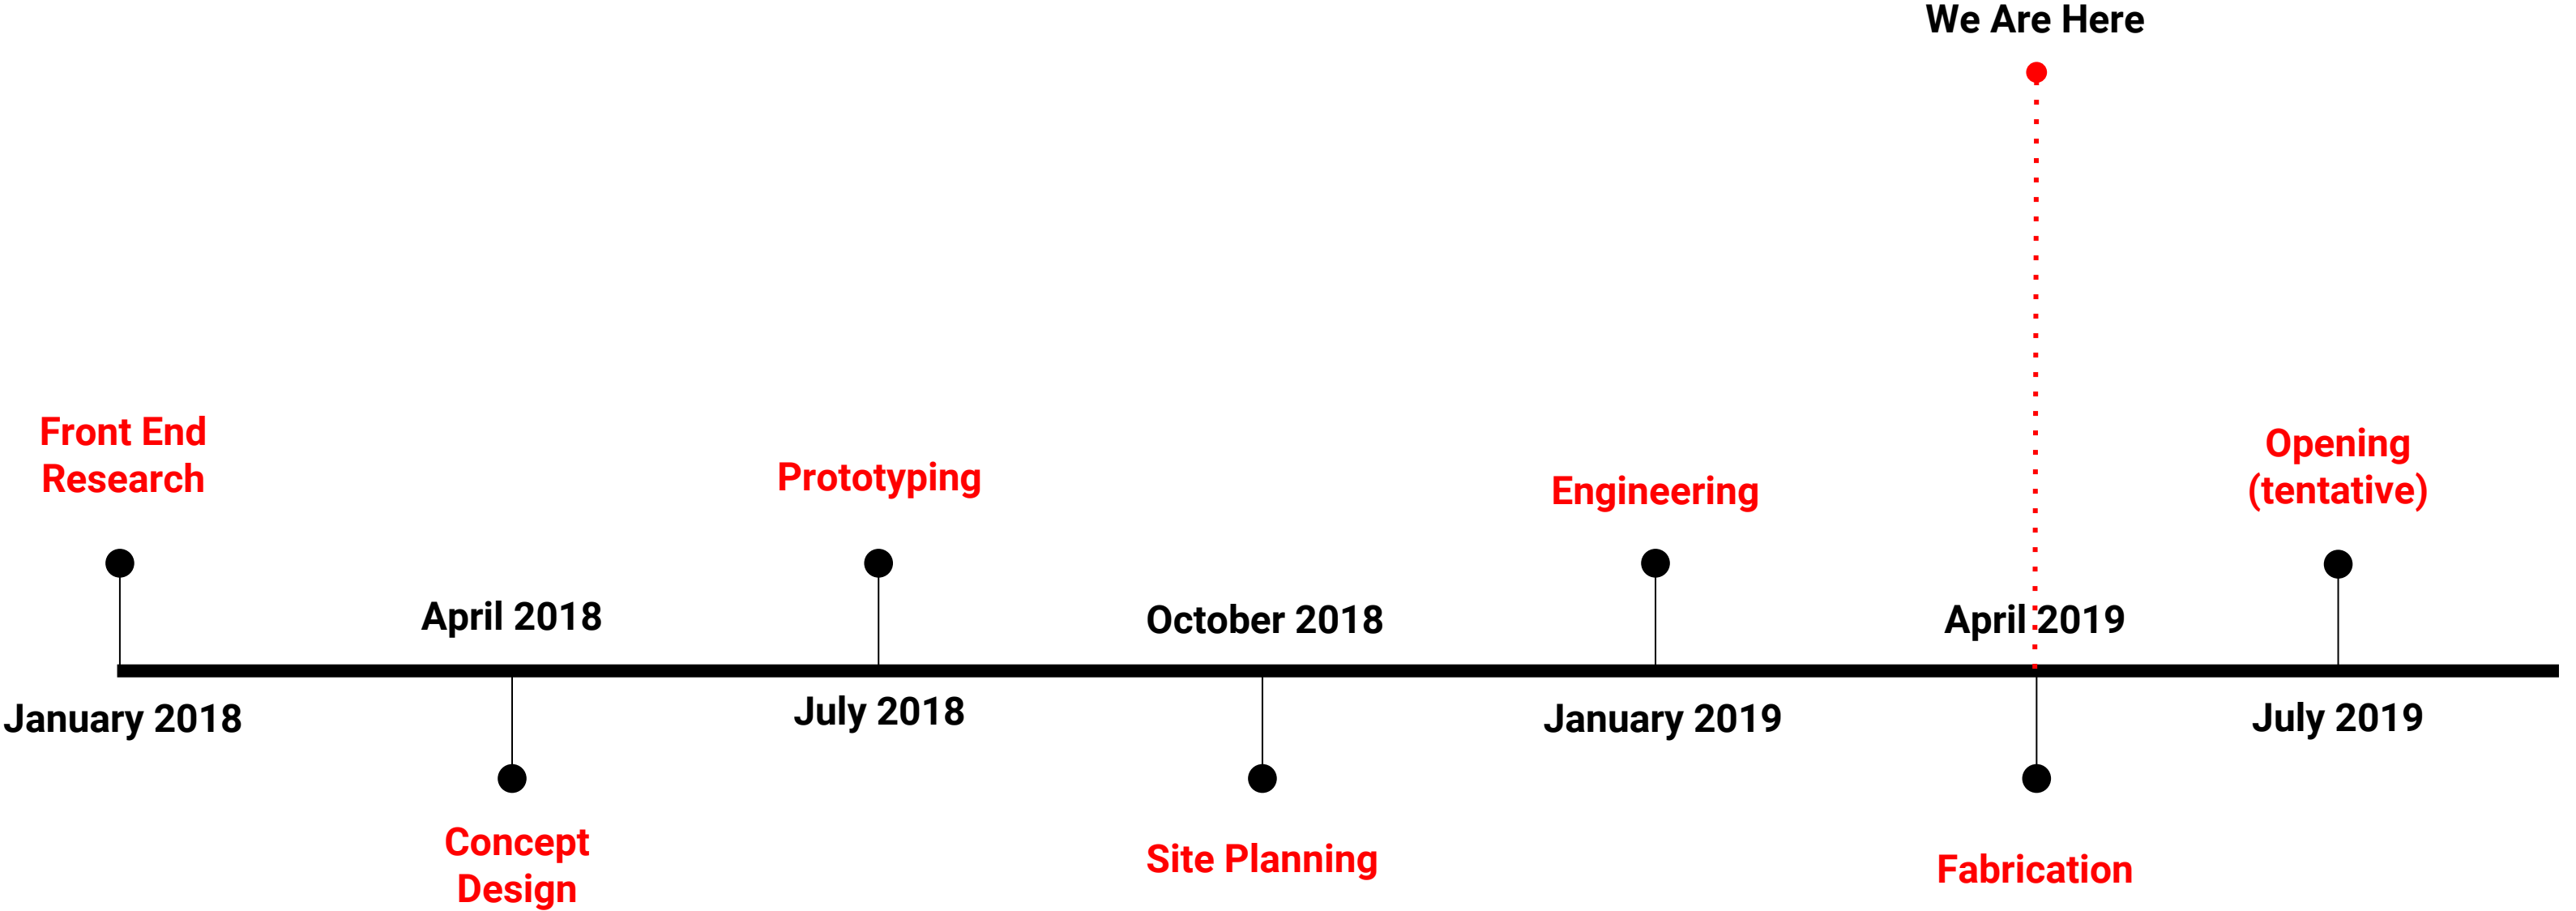 We Are Here
Front End
Research
Prototyping
Engineering
Opening
(tentative)
April 2018
October 2018
April 2019
January 2018
July 2018
January 2019
July 2019
Concept
Design
Site Planning
Fabrication